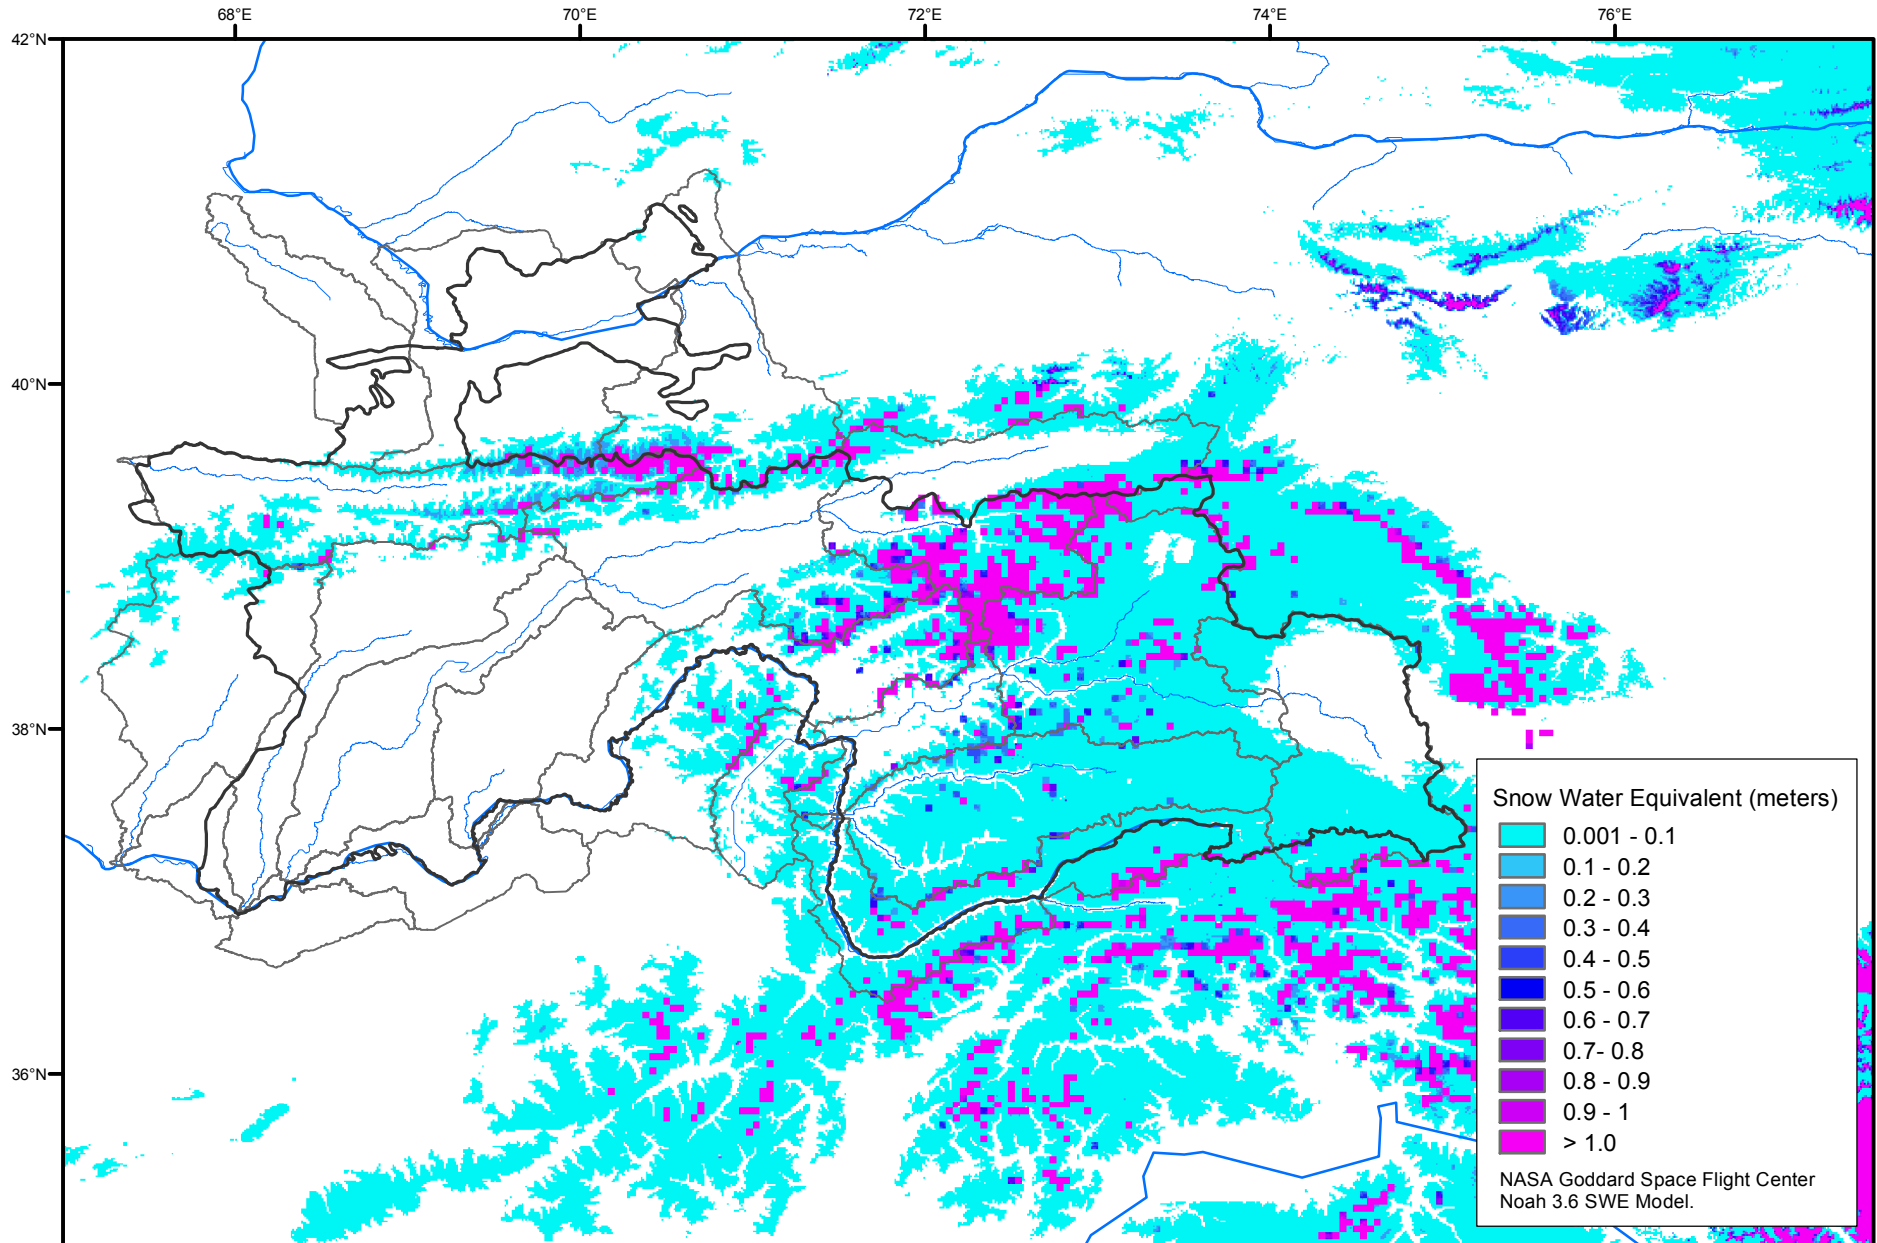 68°E 70°E 72°E 74°E 76°E
42°N
40°N
38°N
36°N
Snow Water Equivalent (meters)
0.001 - 0.1
0.1 - 0.2
0.2 - 0.3
0.3 - 0.4
0.4 - 0.5
0.5 - 0.6
0.6 - 0.7
0.7- 0.8
0.8 - 0.9
0.9 - 1
> 1.0
NASA Goddard Space Flight Center
Noah 3.6 SWE Model.